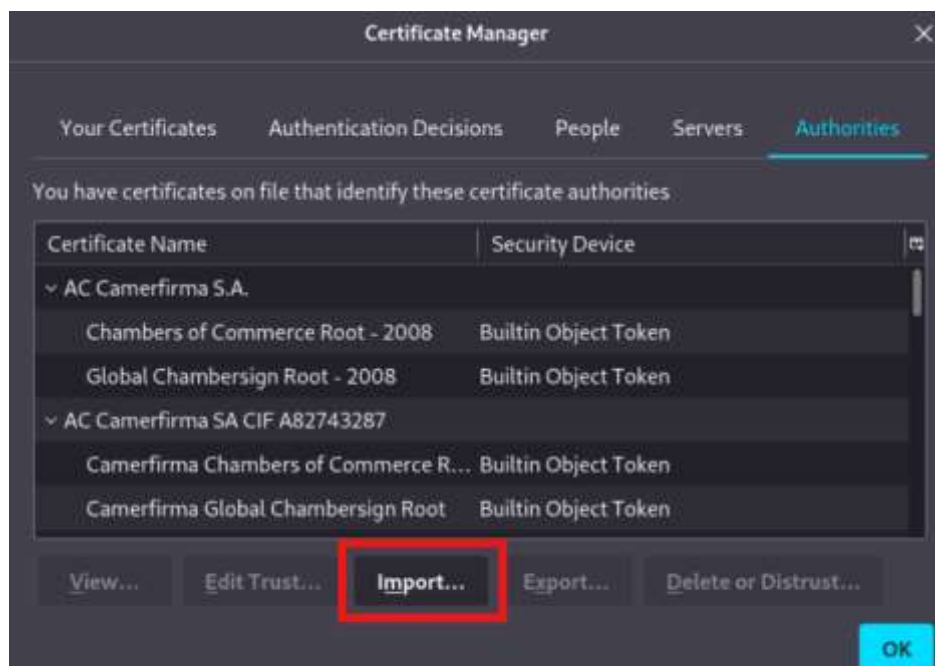 Certificate Manager
Your Certificates Authentication Decisions People Servers Authorities
You have certificates on file that identify these certificate authorities
Certificate Name Security Device
AC Camerfirma S.A.
Chambers of Commerce Root - 2008 Builtin Object Token
Global Chambersign Root - 2008 Builtin Object Token
AC Camerfirma SA CIF A82743287
Camerfirma Chambers of Commerce R... Builtin Object Token
Camerfirma Global Chambersign Root Builtin Object Token
View... Edit Trust... Import... Export... Delete or Distrust...
OK